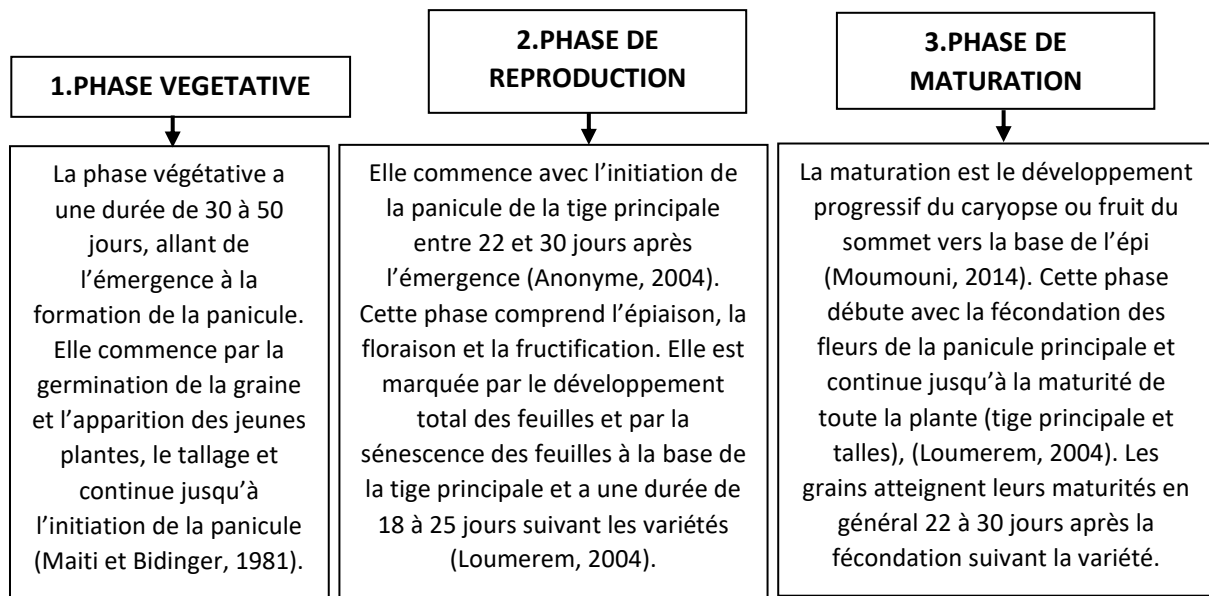 1.PHASE VEGETATIVE
La phase végétative a
une durée de 30 à 50
jours, allant de
l’émergence à la
formation de la panicule.
Elle commence par la
germination de la graine
et l’apparition des jeunes
plantes, le tallage et
continue jusqu’à
l’initiation de la panicule
(Maiti et Bidinger, 1981).
2.PHASE DE
REPRODUCTION
Elle commence avec l’initiation de
la panicule de la tige principale
entre 22 et 30 jours après
l’émergence (Anonyme, 2004).
Cette phase comprend l’épiaison, la
floraison et la fructification. Elle est
marquée par le développement
total des feuilles et par la
sénescence des feuilles à la base de
la tige principale et a une durée de
18 à 25 jours suivant les variétés
(Loumerem, 2004).
3.PHASE DE
MATURATION
La maturation est le développement
progressif du caryopse ou fruit du
sommet vers la base de l’épi
(Moumouni, 2014). Cette phase
débute avec la fécondation des
fleurs de la panicule principale et
continue jusqu’à la maturité de
toute la plante (tige principale et
talles), (Loumerem, 2004). Les
grains atteignent leurs maturités en
général 22 à 30 jours après la
fécondation suivant la variété.